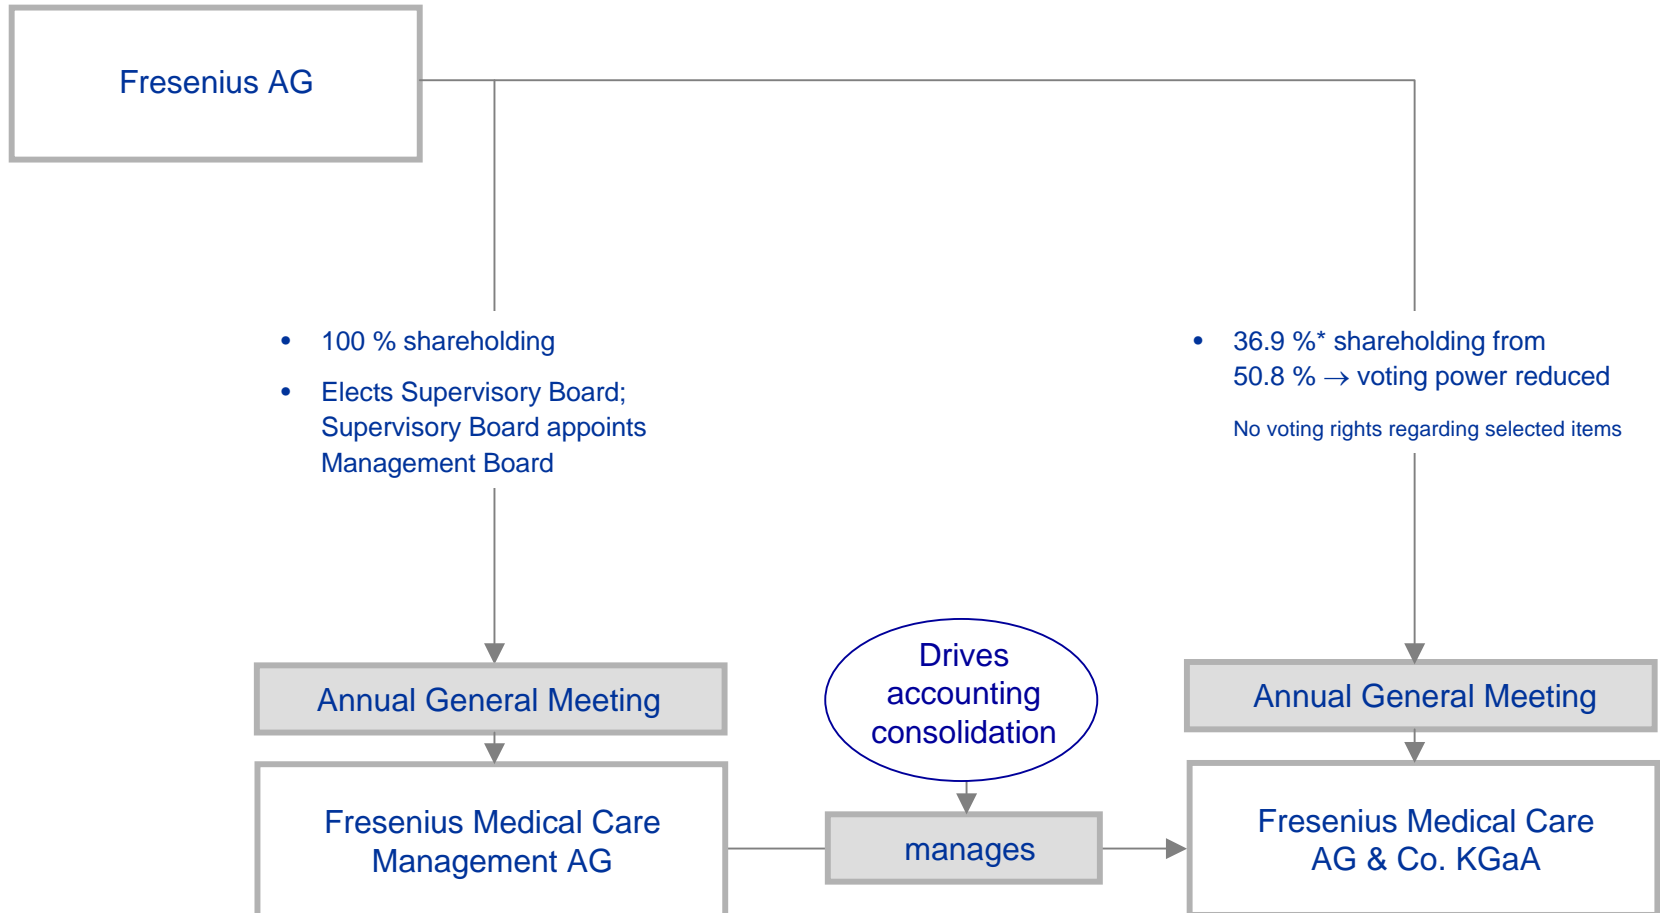 Fresenius AG
• 100 % shareholding
• Elects Supervisory Board;
Supervisory Board appoints
Management Board
• 36.9 %* shareholding from
50.8 % → voting power reduced
No voting rights regarding selected items
Drives
accounting
consolidation
Annual General Meeting
Annual General Meeting
Fresenius Medical Care
Management AG
manages
Fresenius Medical Care
AG & Co. KGaA